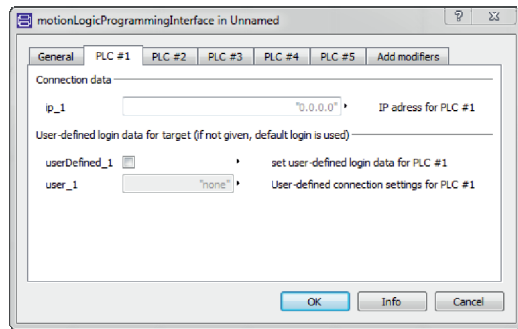 motionLogicProgrammingInterface in Unnamed
General PLC #1 PLC #2 PLC #3 PLC #4 PLC #5 Add modifiers
Connection data
ip_1 "0.0.0.0" IP adress for PLC #1
User-defined login data for target (if not given, default login is used)
userDefined_1 set user-defined login data for PLC #1
user_1 "none" User-defined connection settings for PLC #1
OK Info Cancel